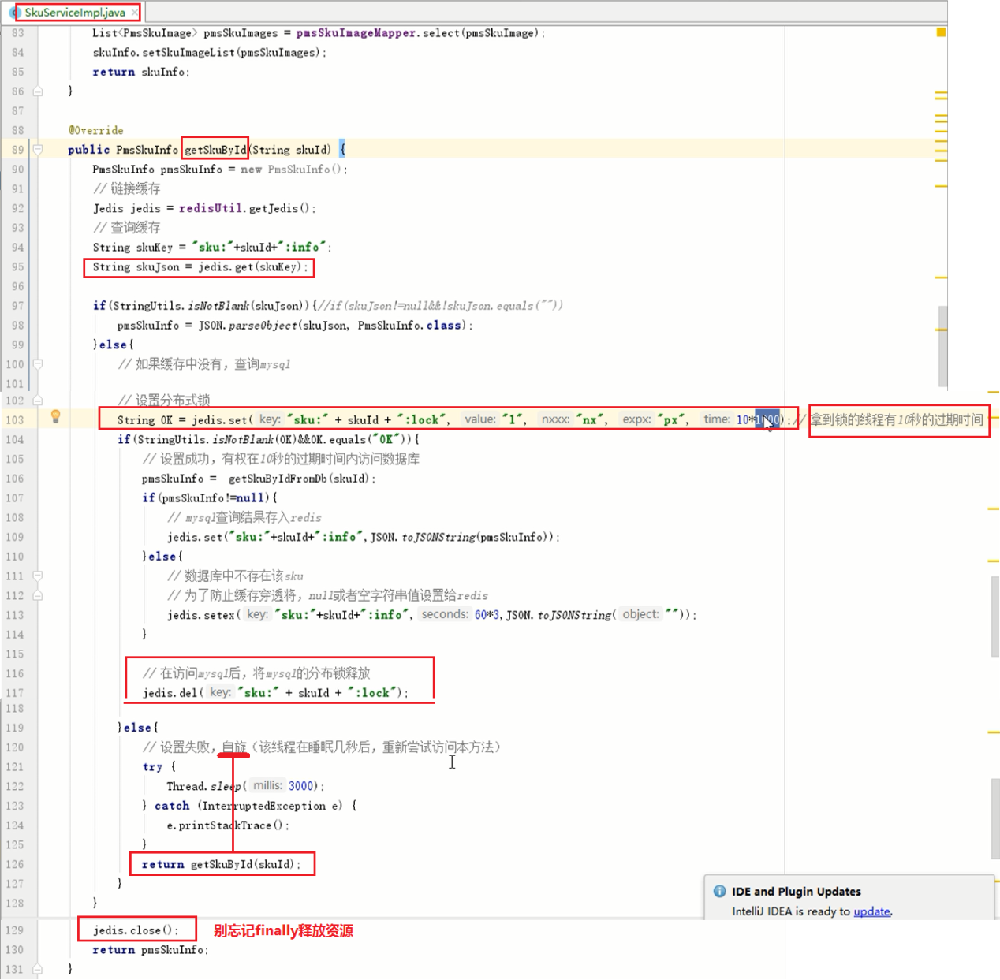 SkuServiceImpl.java
83 List<PmsSkuImage> pmsSkuImages = pmsSkuImageMapper.select(pmsSkuImage);
84 skuInfo.setSkuImageList(pmsSkuImages);
85 return skuInfo;
86 }
87
88 @Override
89 public PmsSkuInfo getSkuById(String skuId) {
90 PmsSkuInfo pmsSkuInfo = new PmsSkuInfo();
91 // 链接缓存
92 Jedis jedis = redisUtil.getJedis();
93 // 查询缓存
94 String skuKey = "sku:"+skuId+":info";
95 String skuJson = jedis.get(skuKey);
96
97 if(StringUtils.isNotBlank(skuJson)){//if(skuJson!=null&&!skuJson.equals(""))
98 pmsSkuInfo = JSON.parseObject(skuJson, PmsSkuInfo.class);
99 }else{
100 // 如果缓存中没有，查询mysql
101
102 // 设置分布式锁
103 String OK = jedis.set( key: "sku:" + skuId + ":lock", value: "1", nxxx: "nx", expx: "px", time: 10*1000);// 拿到锁的线程有10秒的过期时间
104 if(StringUtils.isNotBlank(OK)&&OK.equals("OK")){
105 // 设置成功，有权在10秒的过期时间内访问数据库
106 pmsSkuInfo = getSkuByIdFromDb(skuId);
107 if(pmsSkuInfo!=null){
108 // mysql查询结果存入redis
109 jedis.set("sku:"+skuId+":info",JSON.toJSONString(pmsSkuInfo));
110 }else{
111 // 数据库中不存在该sku
112 // 为了防止缓存穿透将，null或者空字符串值设置给redis
113 jedis.setex( key: "sku:"+skuId+":info", seconds: 60*3,JSON.toJSONString( object: ""));
114 }
115
116 // 在访问mysql后，将mysql的分布锁释放
117 jedis.del( key: "sku:" + skuId + ":lock");
118
119 }else{
120 // 设置失败，自旋（该线程在睡眠几秒后，重新尝试访问本方法）
121 try {
122 Thread.sleep( millis: 3000);
123 } catch (InterruptedException e) {
124 e.printStackTrace();
125 }
126 return getSkuById(skuId);
127 }
128 }
129 jedis.close(); 别忘记finally释放资源
130 return pmsSkuInfo;
131 }
IDE and Plugin Updates
IntelliJ IDEA is ready to update.